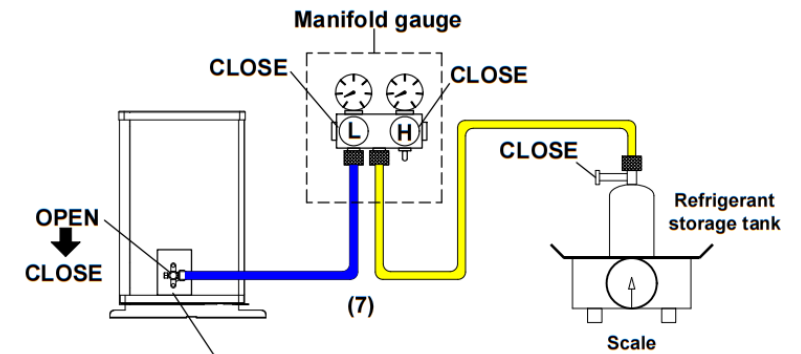 Manifold gauge
CLOSE
CLOSE
L
H
CLOSE
Refrigerant
storage tank
OPEN
CLOSE
B
(7)
Scale